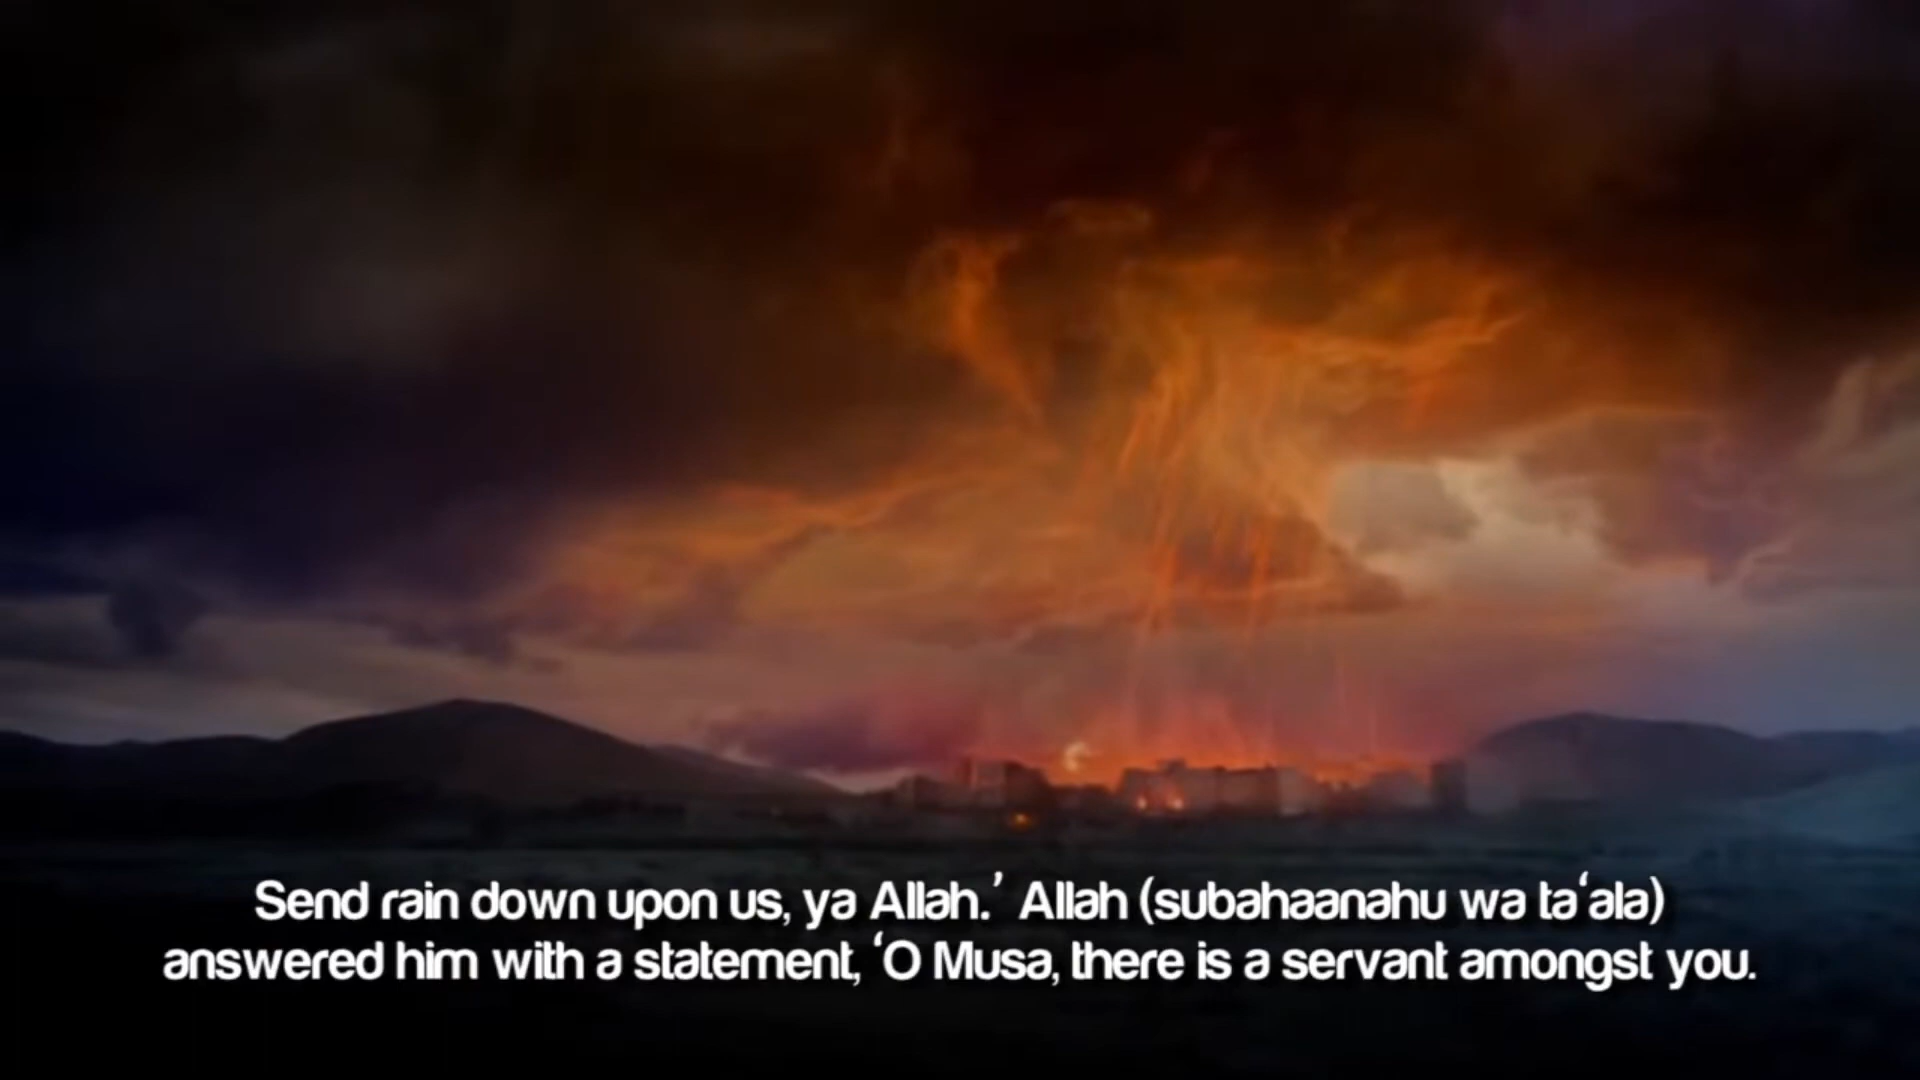 Send rain down upon us, ya Allah.’ Allah (subahaanahu wa ta‘ala)
answered him with a statement, ‘O Musa, there is a servant amongst you.